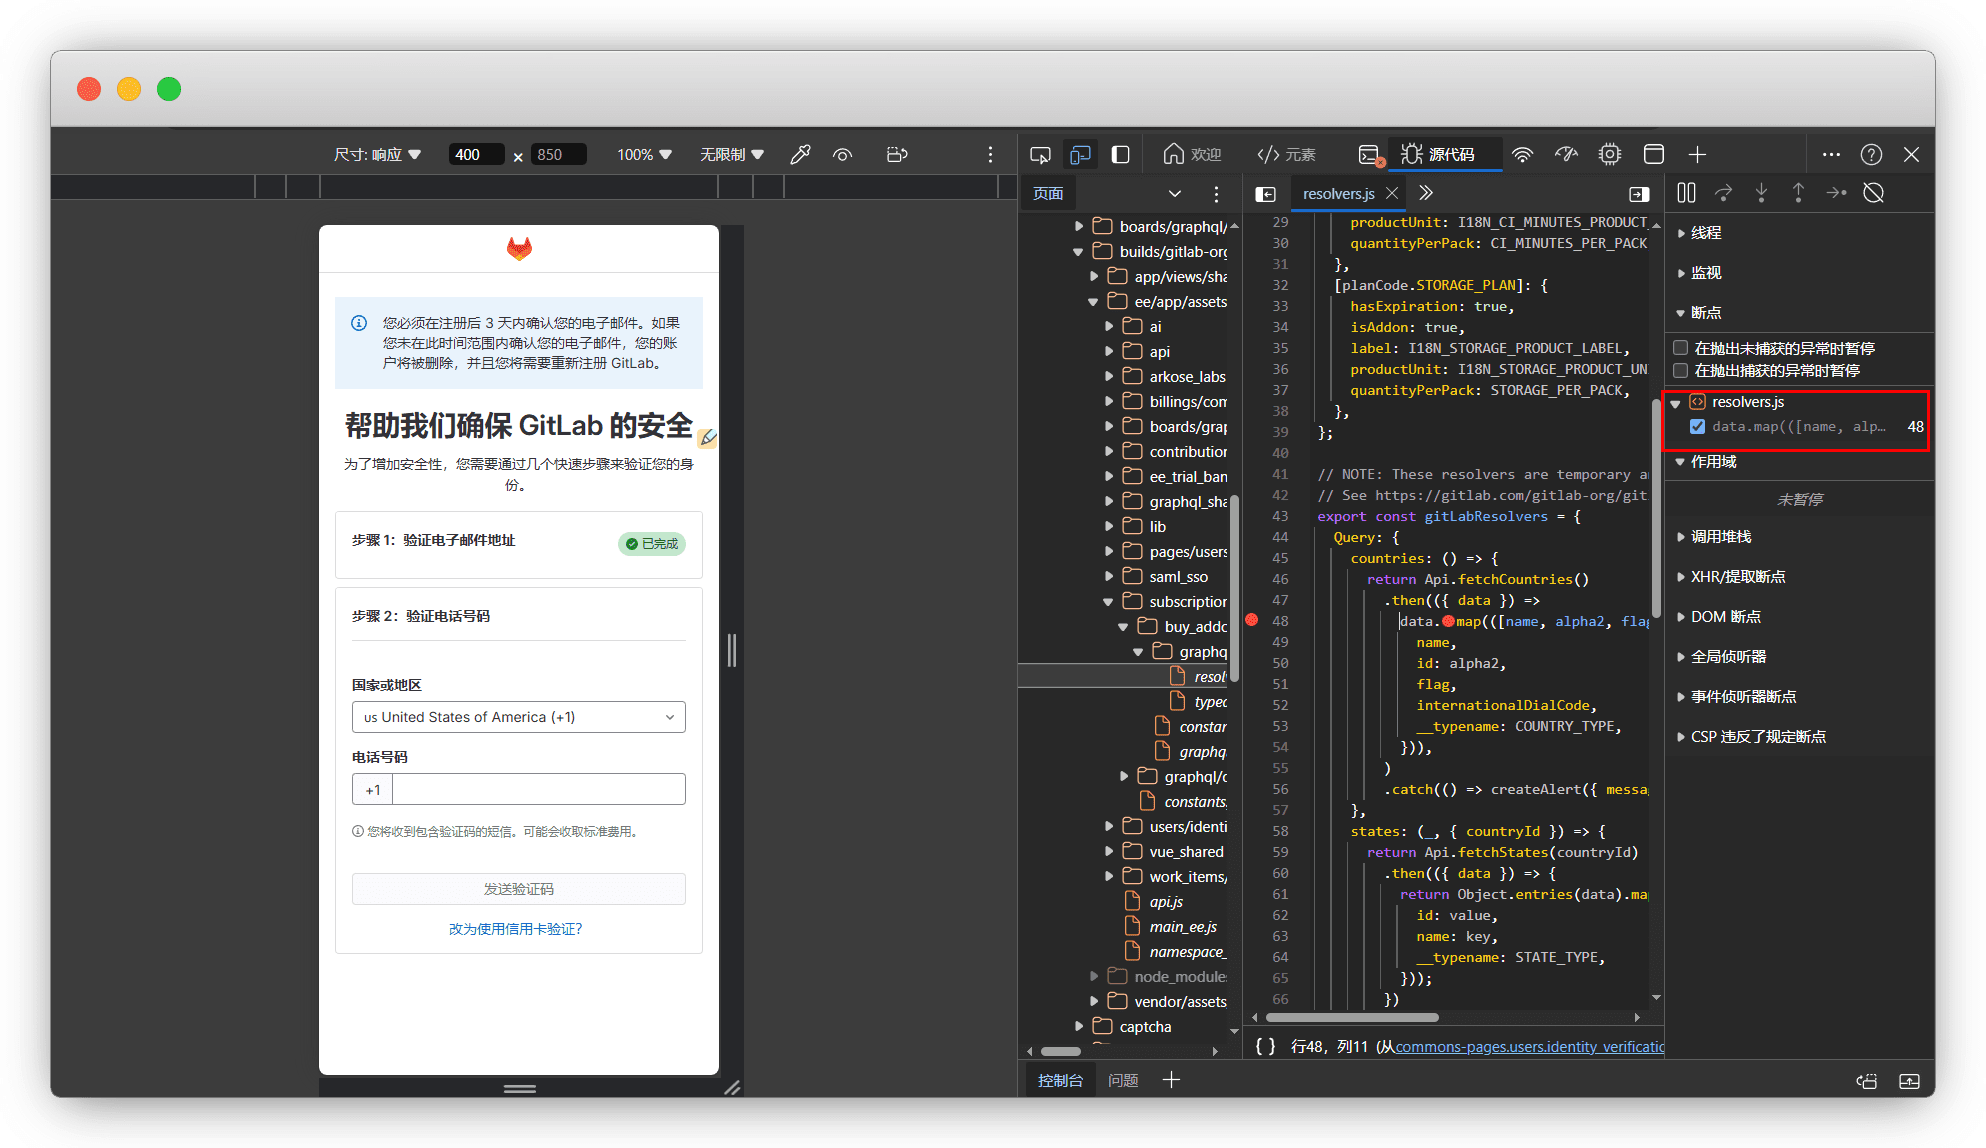 尺寸: 响应
400
×
850
100%
无限制
欢迎
元素
源代码
页面
resolvers.js
您必须在注册后 3 天内确认您的电子邮件。如果
您未在此时间范围内确认您的电子邮件，您的账
户将被删除，并且您将需要重新注册 GitLab。
帮助我们确保 GitLab 的安全
为了增加安全性，您需要通过几个快速步骤来验证您的身
份。
步骤 1：验证电子邮件地址
已完成
步骤 2：验证电话号码
国家或地区
us United States of America (+1)
电话号码
+1
您将收到包含验证码的短信。可能会收取标准费用。
发送验证码
改为使用信用卡验证?
boards/graphql/
builds/gitlab-org
app/views/sha
ee/app/assets
ai
api
arkose_labs
billings/com
boards/grap
contribution
ee_trial_ban
graphql_sha
lib
pages/users
saml_sso
subscription
buy_addo
graphq
resol
typed
constan
graphq
graphql/
constants
users/identi
vue_shared
work_items/
api.js
main_ee.js
namespace_
node_modules
vendor/assets
captcha
29 productUnit: I18N_CI_MINUTES_PRODUCT_
30 quantityPerPack: CI_MINUTES_PER_PACK
31 },
32 [planCode.STORAGE_PLAN]: {
33 hasExpiration: true,
34 isAddon: true,
35 label: I18N_STORAGE_PRODUCT_LABEL,
36 productUnit: I18N_STORAGE_PRODUCT_UN
37 quantityPerPack: STORAGE_PER_PACK,
38 },
39 };
40
41 // NOTE: These resolvers are temporary a
42 // See https://gitlab.com/gitlab-org/git
43 export const gitLabResolvers = {
44 Query: {
45 countries: () => {
46 return Api.fetchCountries()
47 .then(({ data }) =>
48 data.map(([name, alpha2, flag
49 name,
50 id: alpha2,
51 flag,
52 internationalDialCode,
53 __typename: COUNTRY_TYPE,
54 })),
55 )
56 .catch(() => createAlert({ messa
57 },
58 states: (_, { countryId }) => {
59 return Api.fetchStates(countryId)
60 .then(({ data }) => {
61 return Object.entries(data).ma
62 id: value,
63 name: key,
64 __typename: STATE_TYPE,
65 }));
66 })
{ } 行48，列11 (从commons-pages.users.identity_verificatio
线程
监视
断点
在抛出未捕获的异常时暂停
在抛出捕获的异常时暂停
resolvers.js
data.map(([name, alp… 48
作用域
未暂停
调用堆栈
XHR/提取断点
DOM 断点
全局侦听器
事件侦听器断点
CSP 违反了规定断点
控制台
问题